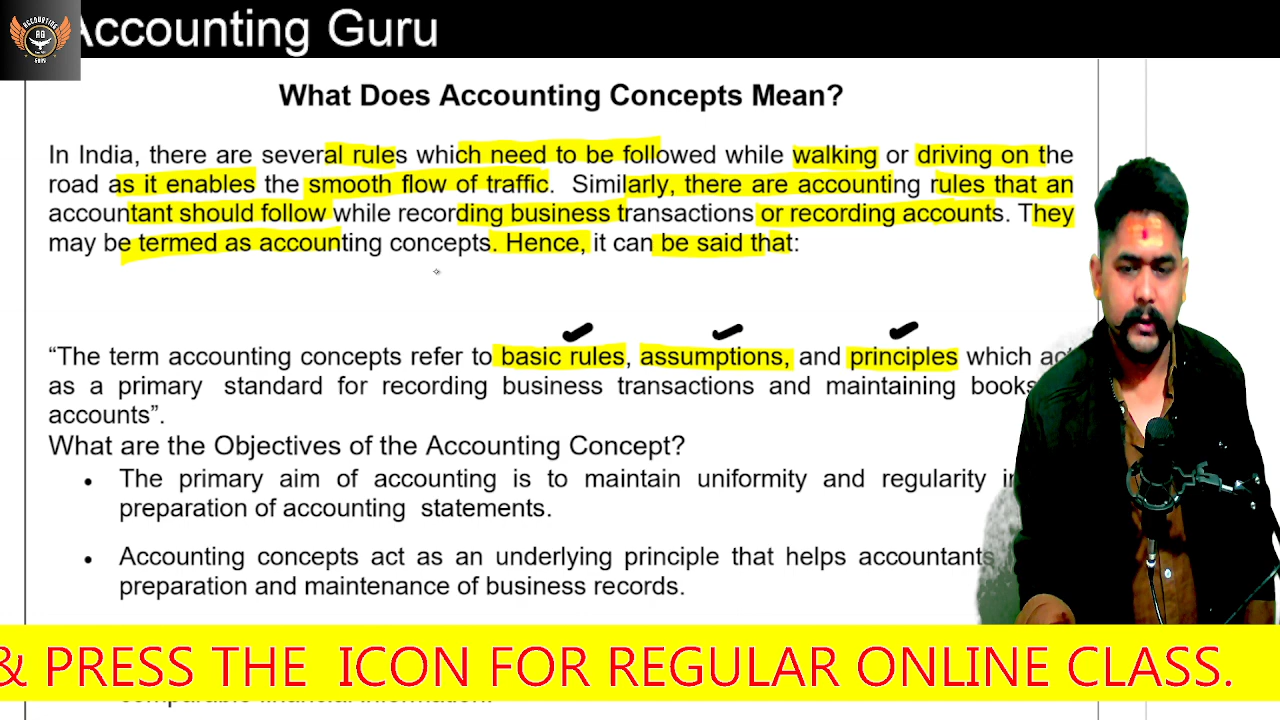 Accounting Guru
ACCOUNTING
AG
GURU
What Does Accounting Concepts Mean?
In India, there are several rules which need to be followed while walking or driving on the
road as it enables the smooth flow of traffic. Similarly, there are accounting rules that an
accountant should follow while recording business transactions or recording accounts. They
may be termed as accounting concepts. Hence, it can be said that:
“The term accounting concepts refer to basic rules, assumptions, and principles which
as a primary standard for recording business transactions and maintaining books
accounts”.
What are the Objectives of the Accounting Concept?
• The primary aim of accounting is to maintain uniformity and regularity
preparation of accounting statements.
• Accounting concepts act as an underlying principle that helps accountants
preparation and maintenance of business records.
& PRESS THE ICON FOR REGULAR ONLINE CLASS.